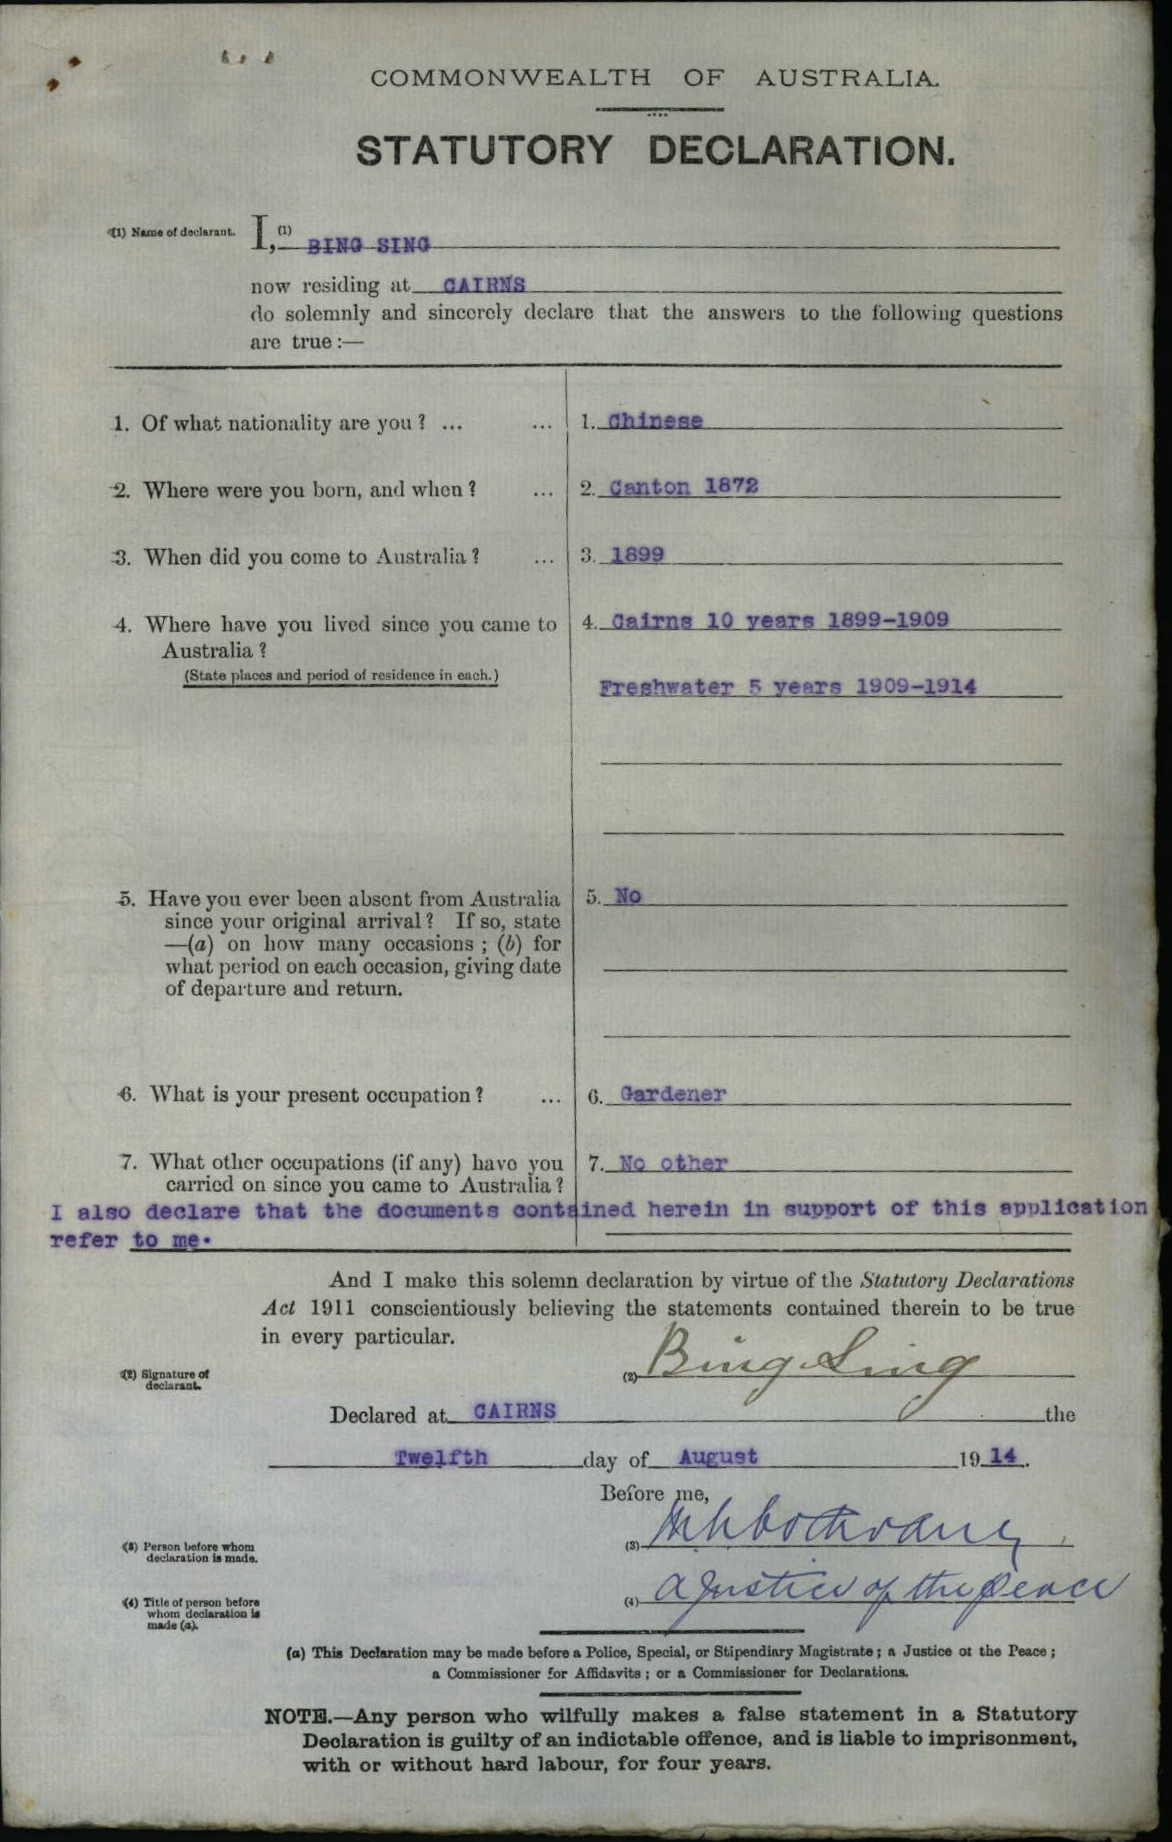 COMMONWEALTH OF AUSTRALIA.
STATUTORY DECLARATION.
(1) Name of declarant. I,(1) BING SING
now residing at CAIRNS
do solemnly and sincerely declare that the answers to the following questions
are true :—
1. Of what nationality are you ? ... ... 1. Chinese
2. Where were you born, and when ? ... 2. Canton 1872
3. When did you come to Australia ? ... 3. 1899
4. Where have you lived since you came to 4. Cairns 10 years 1899-1909
Australia ?
(State places and period of residence in each.)
Freshwater 5 years 1909-1914
5. Have you ever been absent from Australia 5. No
since your original arrival ? If so, state
—(a) on how many occasions ; (b) for
what period on each occasion, giving date
of departure and return.
6. What is your present occupation ? ... 6. Gardener
7. What other occupations (if any) have you 7. No other
carried on since you came to Australia ?
I also declare that the documents contained herein in support of this application
refer to me.
And I make this solemn declaration by virtue of the Statutory Declarations
Act 1911 conscientiously believing the statements contained therein to be true
in every particular.
(2) Signature of
declarant.
(2) Bing Sing
Declared at CAIRNS the
Twelfth day of August 19 14.
Before me,
(3) Person before whom
declaration is made.
(3)
(4) Title of person before
whom declaration is
made (a).
(4) a Justice of the Peace
(a) This Declaration may be made before a Police, Special, or Stipendiary Magistrate ; a Justice of the Peace ;
a Commissioner for Affidavits ; or a Commissioner for Declarations.
NOTE.—Any person who wilfully makes a false statement in a Statutory
Declaration is guilty of an indictable offence, and is liable to imprisonment,
with or without hard labour, for four years.